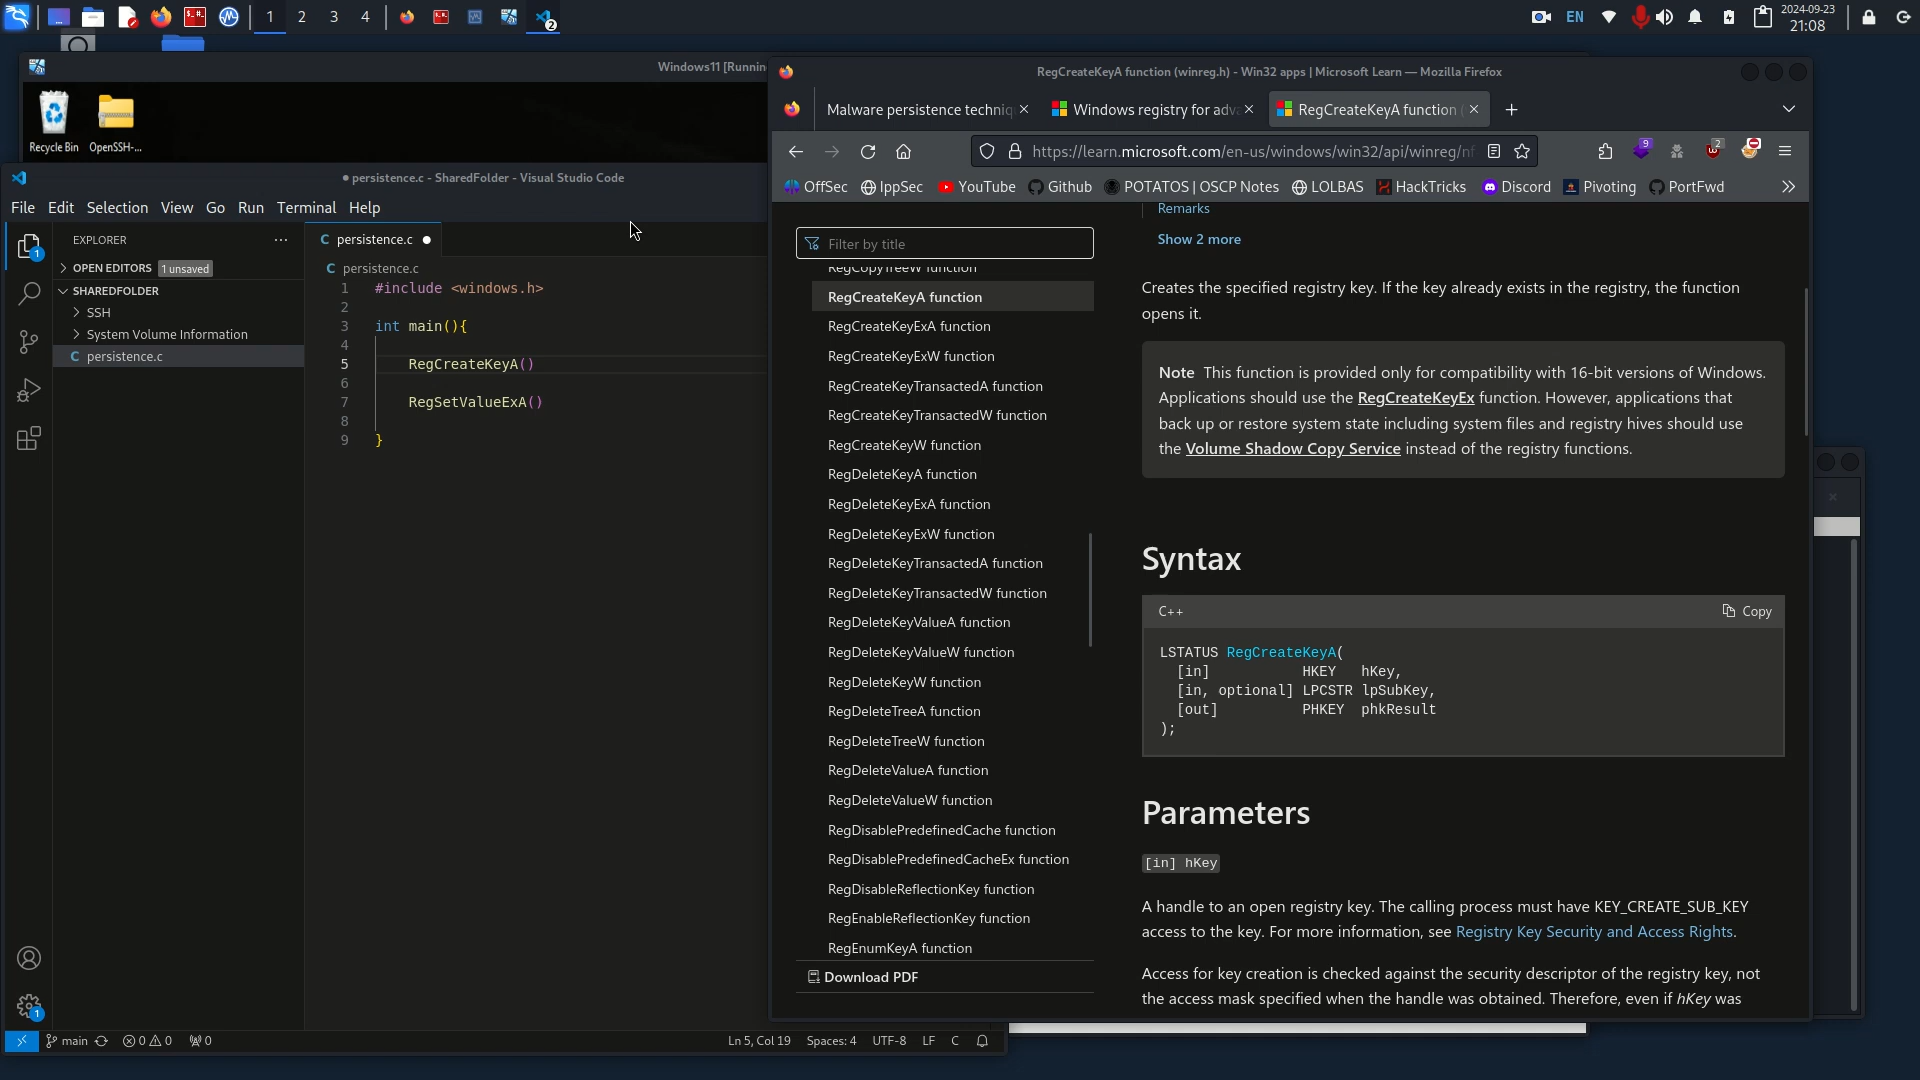 1
2
3
4
2
EN
2024-09-23
21:08
Windows11 [Runnin
Recycle Bin
OpenSSH-...
persistence.c - SharedFolder - Visual Studio Code
File Edit Selection View Go Run Terminal Help
EXPLORER
OPEN EDITORS 1 unsaved
SHAREDFOLDER
SSH
System Volume Information
C persistence.c
1
1
C persistence.c
C persistence.c
1 #include <windows.h>
2
3 int main(){
4
5 RegCreateKeyA()
6
7 RegSetValueExA()
8
9 }
main 0 0 0
Ln 5, Col 19 Spaces: 4 UTF-8 LF C
RegCreateKeyA function (winreg.h) - Win32 apps | Microsoft Learn — Mozilla Firefox
Malware persistence techniq
Windows registry for adva
RegCreateKeyA function (
https://learn.microsoft.com/en-us/windows/win32/api/winreg/nf
9
2
OffSec IppSec YouTube Github POTATOS | OSCP Notes LOLBAS HackTricks Discord Pivoting PortFwd
Filter by title
RegCopyTreeW function
RegCreateKeyA function
RegCreateKeyExA function
RegCreateKeyExW function
RegCreateKeyTransactedA function
RegCreateKeyTransactedW function
RegCreateKeyW function
RegDeleteKeyA function
RegDeleteKeyExA function
RegDeleteKeyExW function
RegDeleteKeyTransactedA function
RegDeleteKeyTransactedW function
RegDeleteKeyValueA function
RegDeleteKeyValueW function
RegDeleteKeyW function
RegDeleteTreeA function
RegDeleteTreeW function
RegDeleteValueA function
RegDeleteValueW function
RegDisablePredefinedCache function
RegDisablePredefinedCacheEx function
RegDisableReflectionKey function
RegEnableReflectionKey function
RegEnumKeyA function
Download PDF
Remarks
Show 2 more
Creates the specified registry key. If the key already exists in the registry, the function
opens it.
Note This function is provided only for compatibility with 16-bit versions of Windows.
Applications should use the RegCreateKeyEx function. However, applications that
back up or restore system state including system files and registry hives should use
the Volume Shadow Copy Service instead of the registry functions.
Syntax
C++ Copy
LSTATUS RegCreateKeyA(
[in] HKEY hKey,
[in, optional] LPCSTR lpSubKey,
[out] PHKEY phkResult
);
Parameters
[in] hKey
A handle to an open registry key. The calling process must have KEY_CREATE_SUB_KEY
access to the key. For more information, see Registry Key Security and Access Rights.
Access for key creation is checked against the security descriptor of the registry key, not
the access mask specified when the handle was obtained. Therefore, even if hKey was